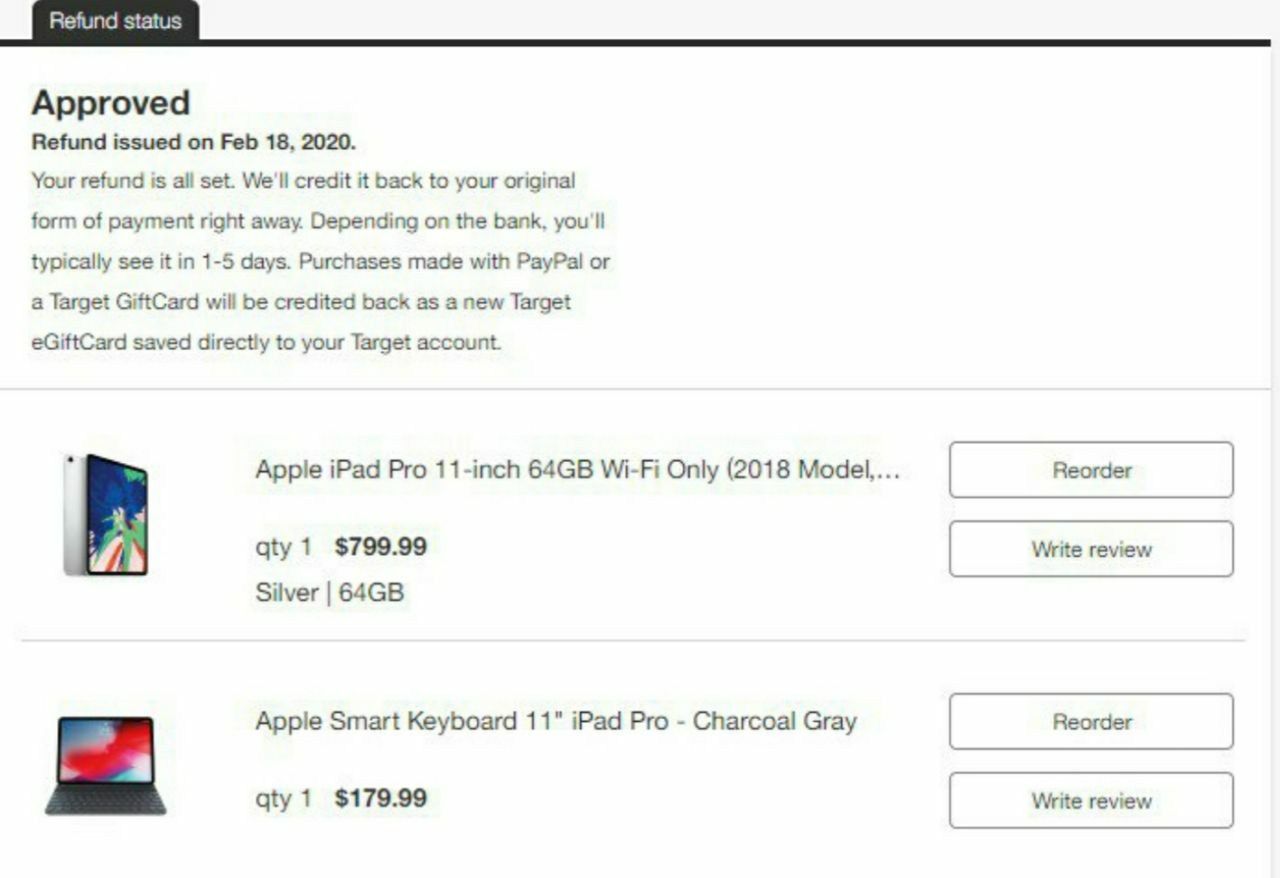 Refund status
Approved
Refund issued on Feb 18, 2020.
Your refund is all set. We'll credit it back to your original
form of payment right away. Depending on the bank, you'll
typically see it in 1-5 days. Purchases made with PayPal or
a Target GiftCard will be credited back as a new Target
eGiftCard saved directly to your Target account.
Apple iPad Pro 11-inch 64GB Wi-Fi Only (2018 Model,...
Reorder
qty 1 $799.99
Write review
Silver | 64GB
Apple Smart Keyboard 11" iPad Pro - Charcoal Gray
Reorder
qty 1 $179.99
Write review